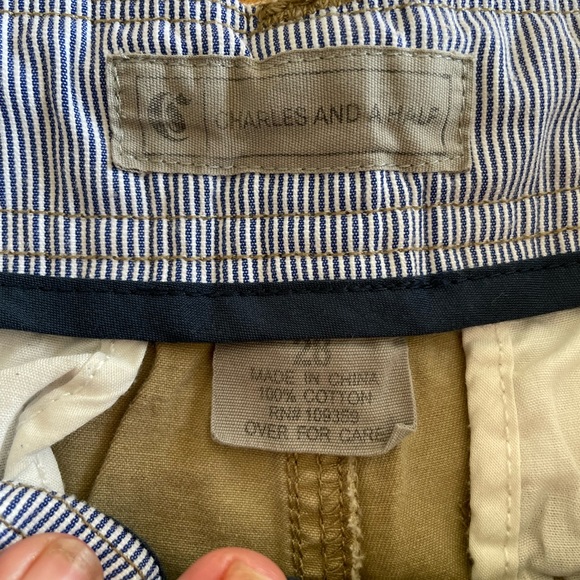 CHARLES AND A HALF
28
MADE IN CHINA
100% COTTON
RN# 109359
OVER FOR CARE